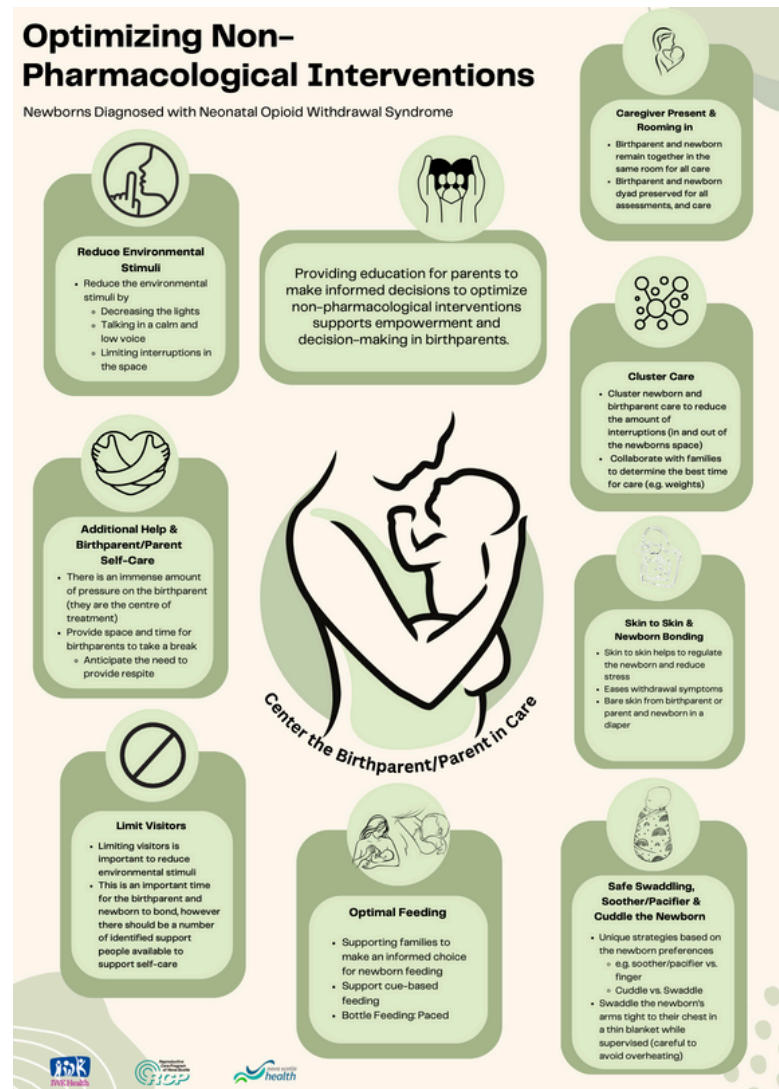 Optimizing Non-
Pharmacological Interventions
Newborns Diagnosed with Neonatal Opioid Withdrawal Syndrome
Reduce Environmental
Stimuli
• Reduce the environmental
stimuli by
◦ Decreasing the lights
◦ Talking in a calm and
low voice
◦ Limiting interruptions in
the space
Providing education for parents to
make informed decisions to optimize
non-pharmacological interventions
supports empowerment and
decision-making in birthparents.
Caregiver Present &
Rooming in
• Birthparent and newborn
remain together in the
same room for all care
• Birthparent and newborn
dyad preserved for all
assessments, and care
Cluster Care
• Cluster newborn and
birthparent care to reduce
the amount of
interruptions (in and out of
the newborns space)
• Collaborate with families
to determine the best time
for care (e.g. weights)
Additional Help &
Birthparent/Parent
Self-Care
• There is an immense amount
of pressure on the birthparent
(they are the centre of
treatment)
• Provide space and time for
birthparents to take a break
◦ Anticipate the need to
provide respite
Center the Birthparent/Parent in Care
Skin to Skin &
Newborn Bonding
• Skin to skin helps to regulate
the newborn and reduce
stress
• Eases withdrawal symptoms
• Bare skin from birthparent or
parent and newborn in a
diaper
Limit Visitors
• Limiting visitors is
important to reduce
environmental stimuli
• This is an important time
for the birthparent and
newborn to bond, however
there should be a number
of identified support
people available to
support self-care
Optimal Feeding
• Supporting families to
make an informed choice
for newborn feeding
• Support cue-based
feeding
• Bottle Feeding: Paced
Safe Swaddling,
Soother/Pacifier &
Cuddle the Newborn
• Unique strategies based on
the newborn preferences
◦ e.g. soother/pacifier vs.
finger
◦ Cuddle vs. Swaddle
• Swaddle the newborn's
arms tight to their chest in
a thin blanket while
supervised (careful to
avoid overheating)
IWK Health
RCP
Reproductive
Care Program
of Nova Scotia
nova scotia
health